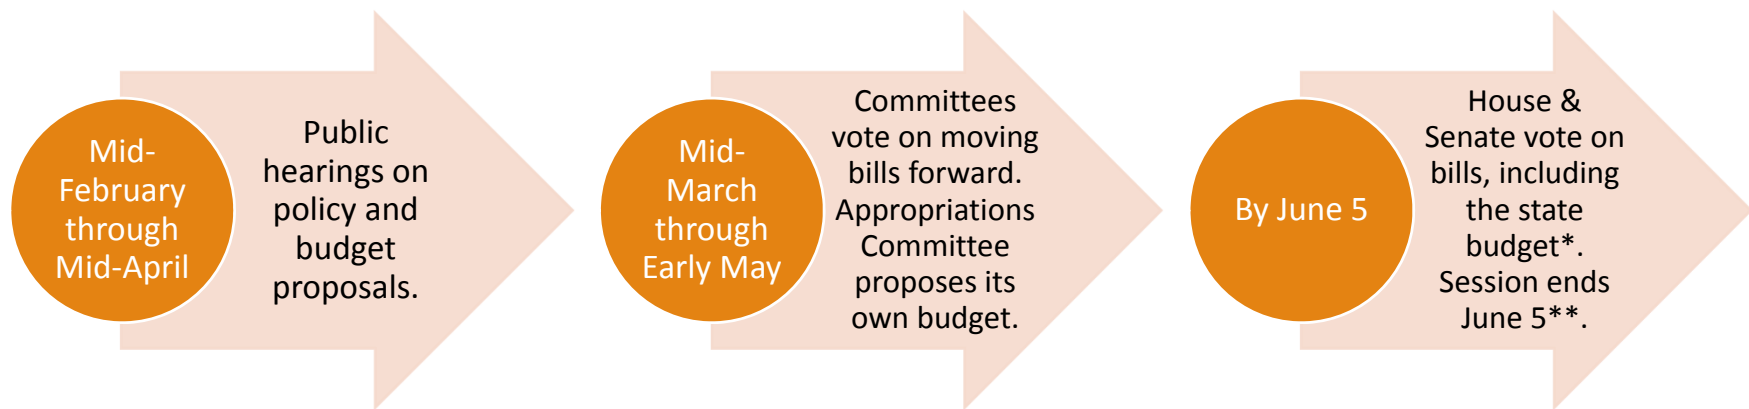 Mid-
February
through
Mid-April
Public
hearings on
policy and
budget
proposals.
Mid-
March
through
Early May
Committees
vote on moving
bills forward.
Appropriations
Committee
proposes its
own budget.
By June 5
House &
Senate vote on
bills, including
the state
budget*.
Session ends
June 5**.